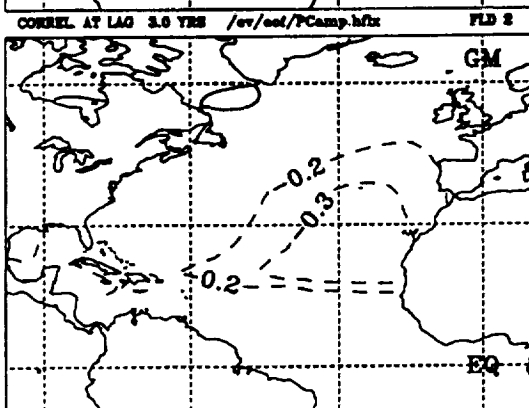 CORREL. AT LAG 3.0 YRS /ev/eof/PCamp.hflx FLD 2
GM
0.2
0.3
0.2
EQ